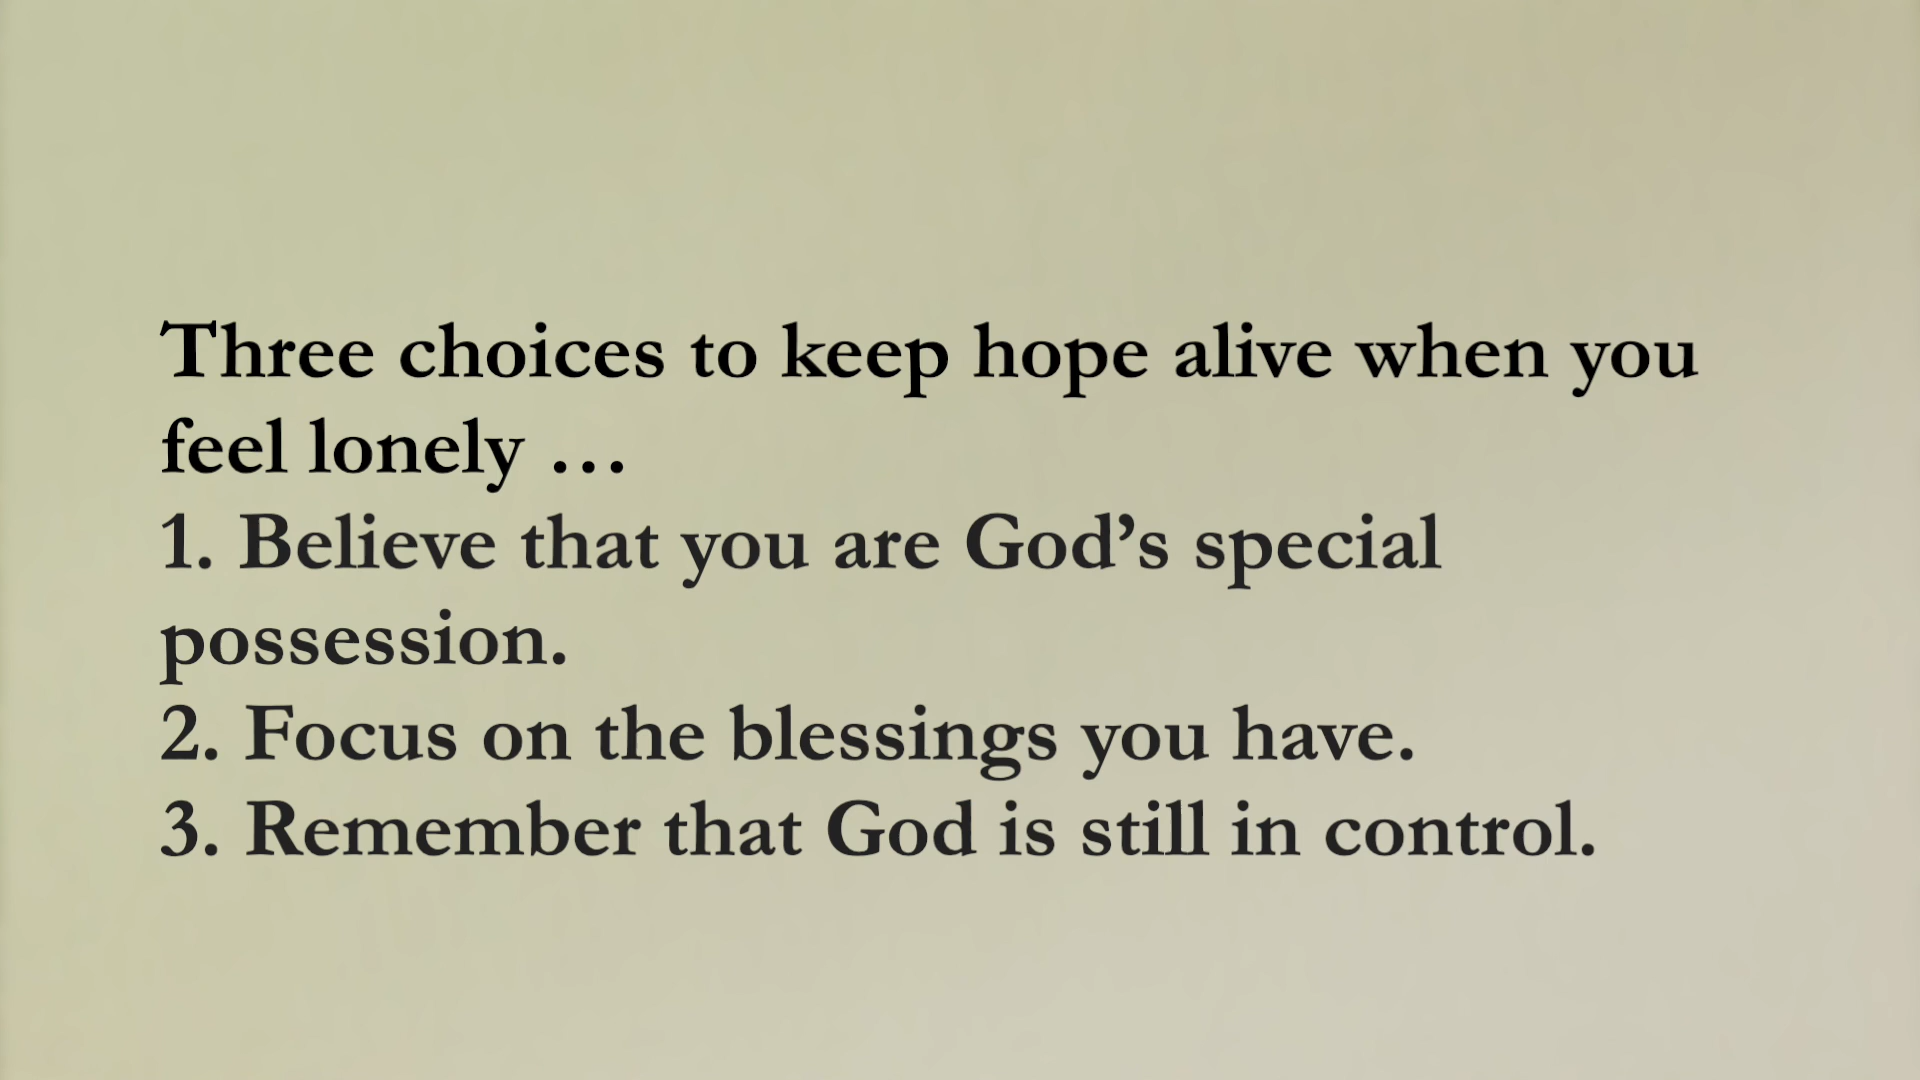 Three choices to keep hope alive when you
feel lonely …
1. Believe that you are God’s special
possession.
2. Focus on the blessings you have.
3. Remember that God is still in control.